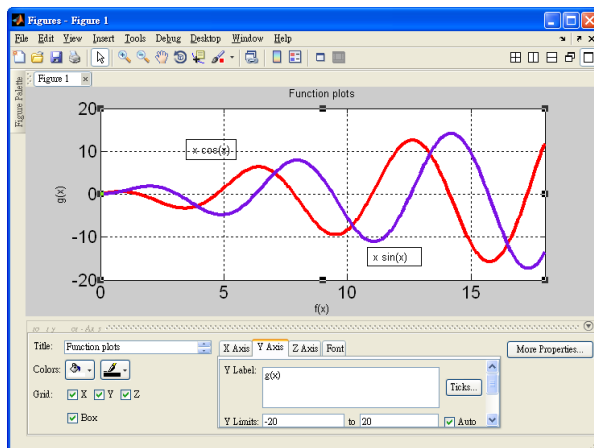 Figures - Figure 1
File Edit View Insert Tools Debug Desktop Window Help
Figure Palette
Figure 1
Function plots
20
10
0
-10
-20
g(x)
x cos(x)
x sin(x)
0 5 10 15
f(x)
Title: Function plots
Colors:
Grid: X Y Z
Box
X Axis Y Axis Z Axis Font
Y Label: g(x)
Ticks...
Y Limits: -20 to 20 Auto
More Properties...